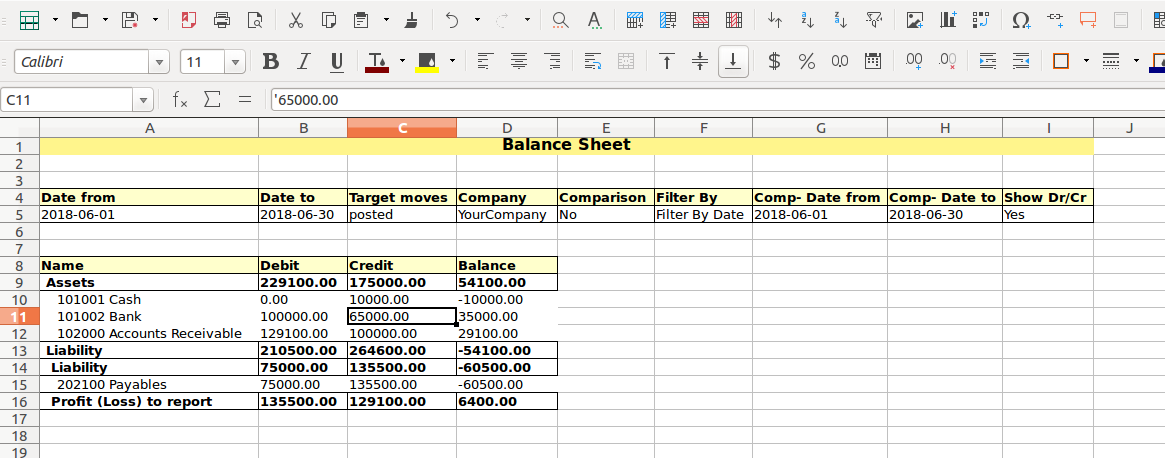 Calibri 11 B I U $ % 0.0 .00 .00
C11 fx Σ = '65000.00
A B C D E F G H I J
1 Balance Sheet
2
3
4 Date from Date to Target moves Company Comparison Filter By Comp- Date from Comp- Date to Show Dr/Cr
5 2018-06-01 2018-06-30 posted YourCompany No Filter By Date 2018-06-01 2018-06-30 Yes
6
7
8 Name Debit Credit Balance
9 Assets 229100.00 175000.00 54100.00
10 101001 Cash 0.00 10000.00 -10000.00
11 101002 Bank 100000.00 65000.00 35000.00
12 102000 Accounts Receivable 129100.00 100000.00 29100.00
13 Liability 210500.00 264600.00 -54100.00
14 Liability 75000.00 135500.00 -60500.00
15 202100 Payables 75000.00 135500.00 -60500.00
16 Profit (Loss) to report 135500.00 129100.00 6400.00
17
18
19